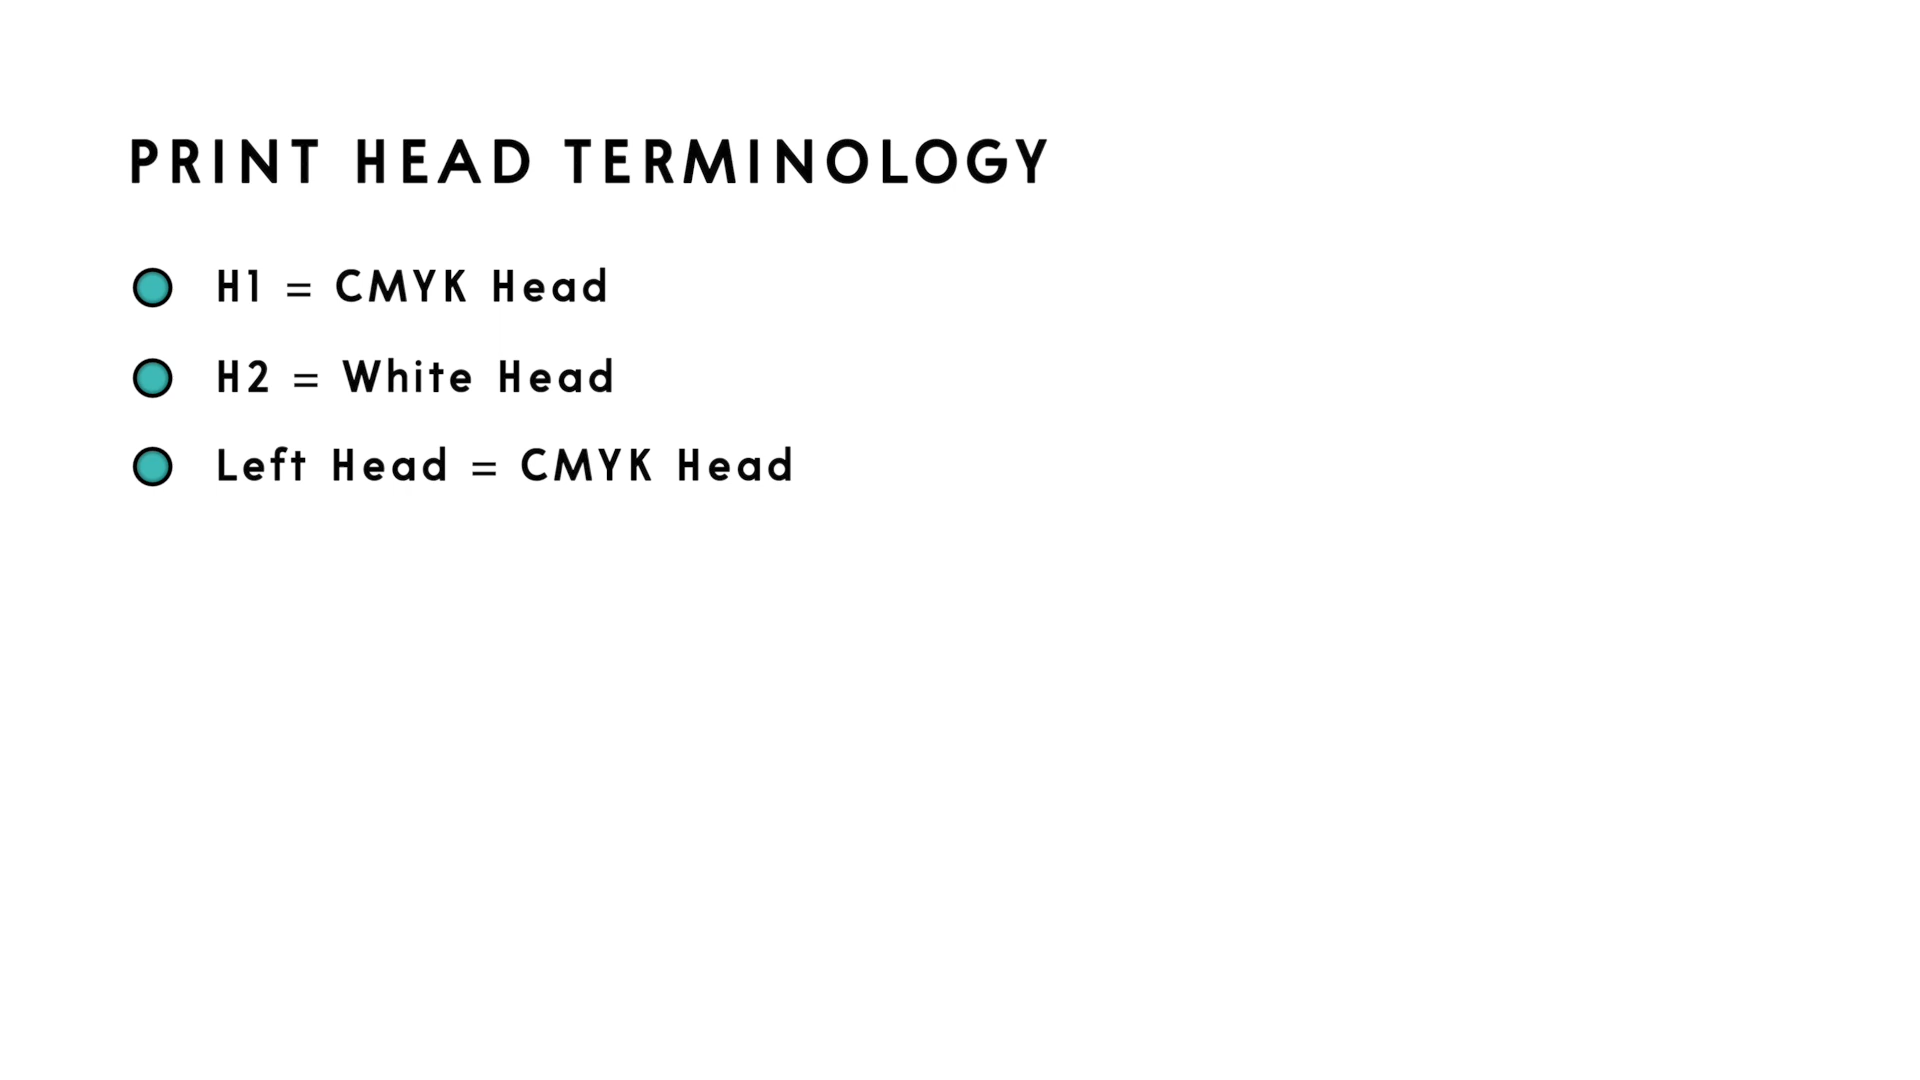 PRINT HEAD TERMINOLOGY
H1 = CMYK Head
H2 = White Head
Left Head = CMYK Head